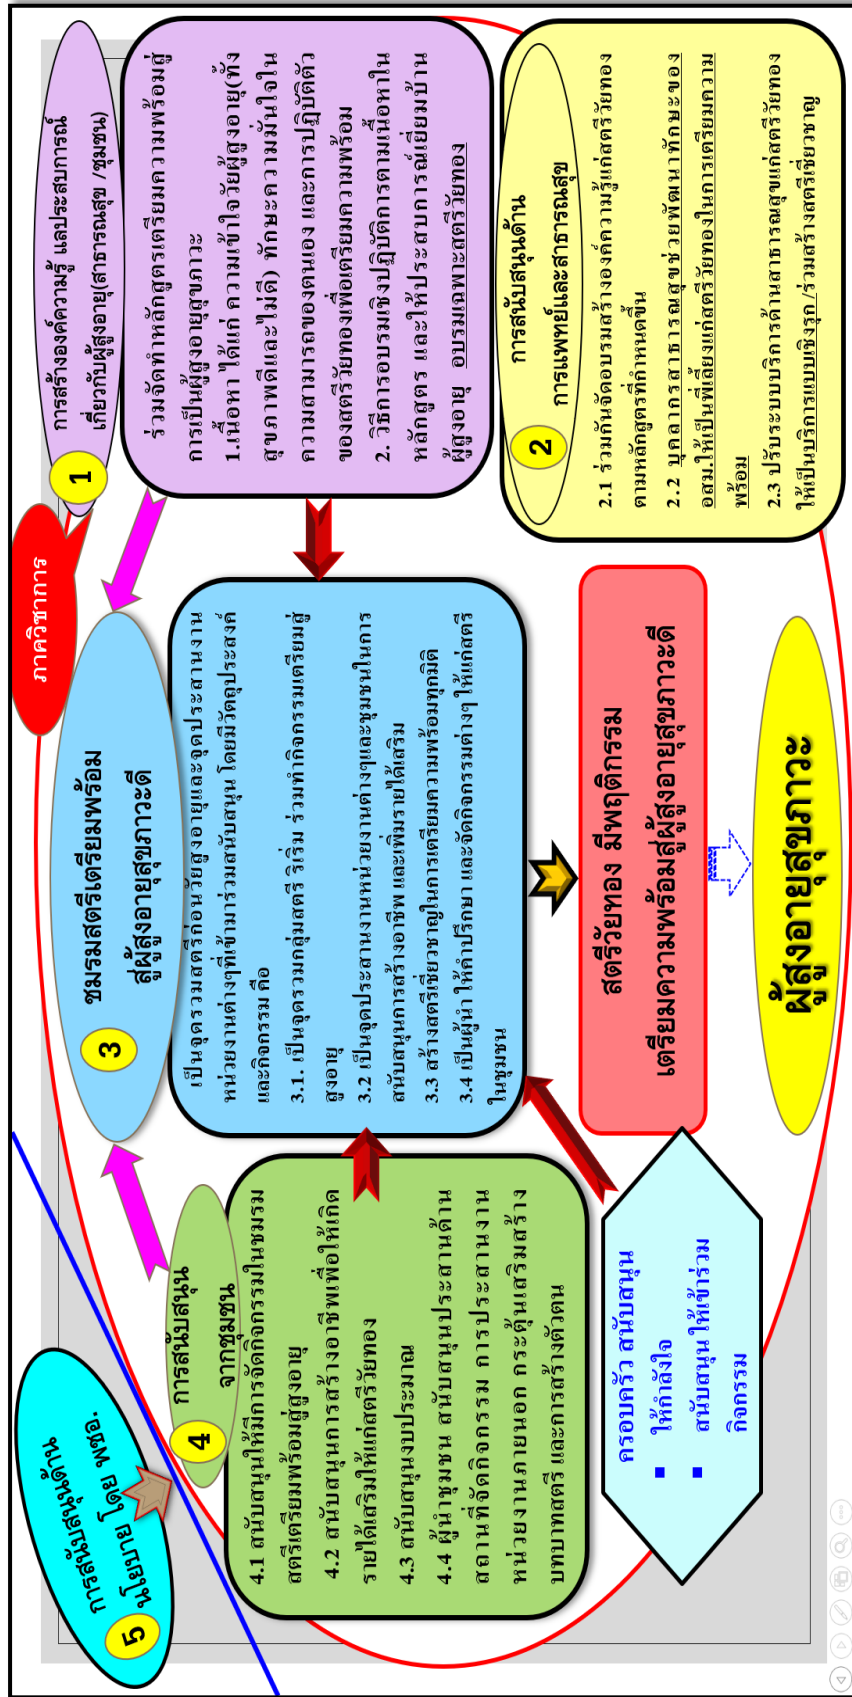 5
การสนับสนุนด้าน
นโยบาย โดย พชอ.
4
การสนับสนุน
จากชุมชน
4.1 สนับสนุนให้มีการจัดกิจกรรมในชมรม
สตรีเตรียมพร้อมสู่สูงอายุ
4.2 สนับสนุนการสร้างอาชีพเพื่อให้เกิด
รายได้เสริมให้แก่สตรีวัยทอง
4.3 สนับสนุนงบประมาณ
4.4 ผู้นำชุมชน สนับสนุนประสานด้าน
สถานที่จัดกิจกรรม การประสานงาน
หน่วยงานภายนอก กระตุ้นเสริมสร้าง
บทบาทสตรี และการสร้างตัวตน
ครอบครัว สนับสนุน
▪ ให้กำลังใจ
▪ สนับสนุน ให้เข้าร่วม
กิจกรรม
3
ชมรมสตรีเตรียมพร้อม
สู่ผู้สูงอายุสุขภาวะดี
เป็นจุดรวมสตรีก่อนวัยสูงอายุและจุดประสานงาน
หน่วยงานต่างๆที่เข้ามาร่วมสนับสนุน โดยมีวัตถุประสงค์
และกิจกรรม คือ
3.1. เป็นจุดรวมกลุ่มสตรี ริเริ่ม ร่วมทำกิจกรรมเตรียมสู่
สูงอายุ
3.2 เป็นจุดประสานงานหน่วยงานต่างๆและชุมชนในการ
สนับสนุนการสร้างอาชีพ และเพิ่มรายได้เสริม
3.3 สร้างสตรีเชี่ยวชาญในการเตรียมความพร้อมทุกมิติ
3.4 เป็นผู้นำ ให้คำปรึกษา และจัดกิจกรรมต่างๆ ให้แก่สตรี
ในชุมชน
สตรีวัยทอง มีพฤติกรรม
เตรียมความพร้อมสู่ผู้สูงอายุสุขภาวะดี
ผู้สูงอายุสุขภาวะ
ภาควิชาการ
1
การสร้างองค์ความรู้ แลประสบการณ์
เกี่ยวกับผู้สูงอายุ(สาธารณสุข /ชุมชน)
ร่วมจัดทำหลักสูตรเตรียมความพร้อมสู่
การเป็นผู้สูงอายุสุขภาวะ
1.เนื้อหา ได้แก่ ความเข้าใจวัยผู้สูงอายุ(ทั้ง
สุขภาพดีและไม่ดี) ทักษะความมั่นใจใน
ความสามารถของตนเอง และการปฏิบัติตัว
ของสตรีวัยทองเพื่อเตรียมความพร้อม
2. วิธีการอบรมเชิงปฏิบัติการตามเนื้อหาใน
หลักสูตร และให้ประสบการณ์เยี่ยมบ้าน
ผู้สูงอายุ อบรมเฉพาะสตรีวัยทอง
2
การสนับสนุนด้าน
การแพทย์และสาธารณสุข
2.1 ร่วมกันจัดอบรมสร้างองค์ความรู้แก่สตรีวัยทอง
ตามหลักสูตรที่กำหนดขึ้น
2.2 บุคลากรสาธารณสุขช่วยพัฒนาทักษะของ
อสม.ให้เป็นพี่เลี้ยงแก่สตรีวัยทองในการเตรียมความ
พร้อม
2.3 ปรับระบบบริการด้านสาธารณสุขแก่สตรีวัยทอง
ให้เป็นบริการแบบเชิงรุก /ร่วมสร้างสตรีเชี่ยวชาญ